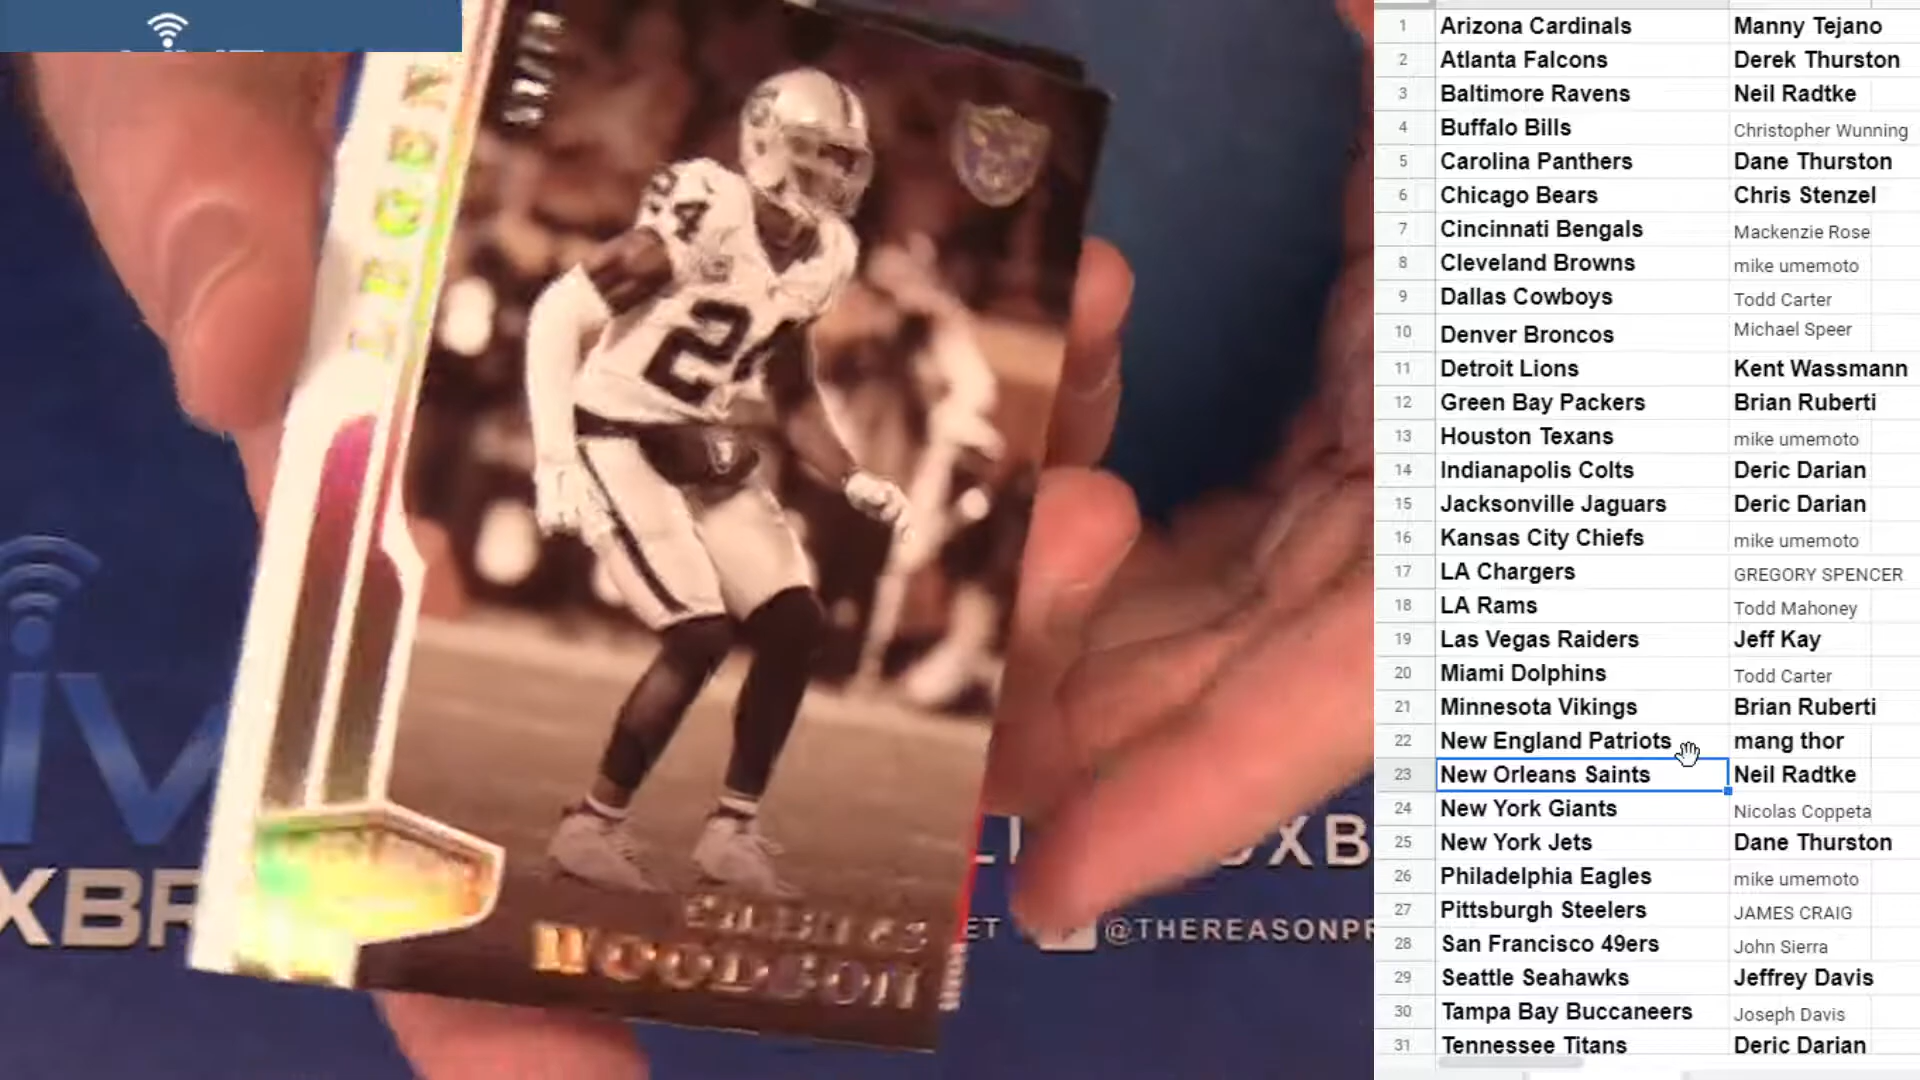 LEGEN
24
24
CHARLES
WOODSON
iV
XBR
XB
ET
@THEREASONPR
1 Arizona Cardinals Manny Tejano
2 Atlanta Falcons Derek Thurston
3 Baltimore Ravens Neil Radtke
4 Buffalo Bills Christopher Wunning
5 Carolina Panthers Dane Thurston
6 Chicago Bears Chris Stenzel
7 Cincinnati Bengals Mackenzie Rose
8 Cleveland Browns mike umemoto
9 Dallas Cowboys Todd Carter
10 Denver Broncos Michael Speer
11 Detroit Lions Kent Wassmann
12 Green Bay Packers Brian Ruberti
13 Houston Texans mike umemoto
14 Indianapolis Colts Deric Darian
15 Jacksonville Jaguars Deric Darian
16 Kansas City Chiefs mike umemoto
17 LA Chargers GREGORY SPENCER
18 LA Rams Todd Mahoney
19 Las Vegas Raiders Jeff Kay
20 Miami Dolphins Todd Carter
21 Minnesota Vikings Brian Ruberti
22 New England Patriots mang thor
23 New Orleans Saints Neil Radtke
24 New York Giants Nicolas Coppeta
25 New York Jets Dane Thurston
26 Philadelphia Eagles mike umemoto
27 Pittsburgh Steelers JAMES CRAIG
28 San Francisco 49ers John Sierra
29 Seattle Seahawks Jeffrey Davis
30 Tampa Bay Buccaneers Joseph Davis
31 Tennessee Titans Deric Darian